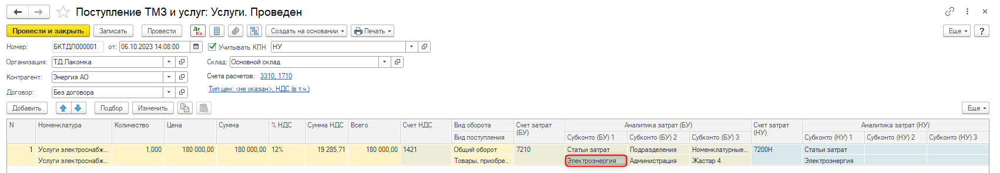 Поступление ТМЗ и услуг: Услуги. Проведен
Провести и закрыть Записать Провести Дт Кт Создать на основании Печать Еще ?
Номер: БКТДЛ000001 от: 06.10.2023 14:08:00 Учитывать КПН НУ
Организация: ТД Лакомка Склад: Основной склад
Контрагент: Энергия АО Счета расчетов: 3310, 1710
Договор: Без договора Тип цен: <не указан>, НДС (в т.ч.)
Добавить Подбор Изменить Еще
N Номенклатура Количество Цена Сумма % НДС Сумма НДС Всего Счет НДС Вид оборота Счет затрат (БУ) Аналитика затрат (БУ) Счет затрат (НУ) Аналитика затрат (НУ)
Вид поступления Субконто (БУ) 1 Субконто (БУ) 2 Субконто (БУ) 3 Субконто (НУ) 1 Субконто (НУ) 2 Субконто (НУ) 3
1 Услуги электроснабж... 1,000 180 000,00 180 000,00 12% 19 285,71 180 000,00 1421 Общий оборот 7210 Статьи затрат Подразделения Номенклатурные... 7200Н Статьи затрат
Услуги электроснабж... Товары, приобре... Электроэнергия Администрация Жастар 4 Электроэнергия